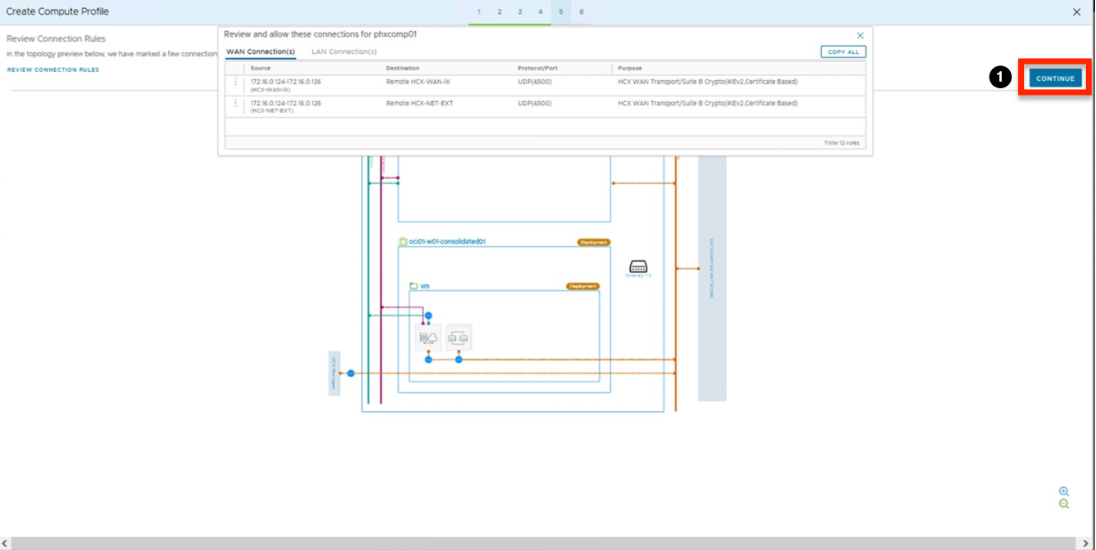 Create Compute Profile
1 2 3 4 5 6
Review Connection Rules
In the topology preview below, we have marked a few connection
REVIEW CONNECTION RULES
Review and allow these connections for phxcomp01
WAN Connection(s) LAN Connection(s)
COPY ALL
Source Destination Protocol/Port Purpose
172.16.0.124-172.16.0.126 Remote HCX-WAN-IX UDP(4500) HCX WAN Transport/Suite B Crypto(IKEv2,Certificate Based)
(HCX-WAN-IX)
172.16.0.124-172.16.0.126 Remote HCX-NET-EXT UDP(4500) HCX WAN Transport/Suite B Crypto(IKEv2,Certificate Based)
(HCX-NET-EXT)
Total 12 rules
1
CONTINUE
oci01-w01-consolidated01 Deployment
vm Deployment
HCX Manager